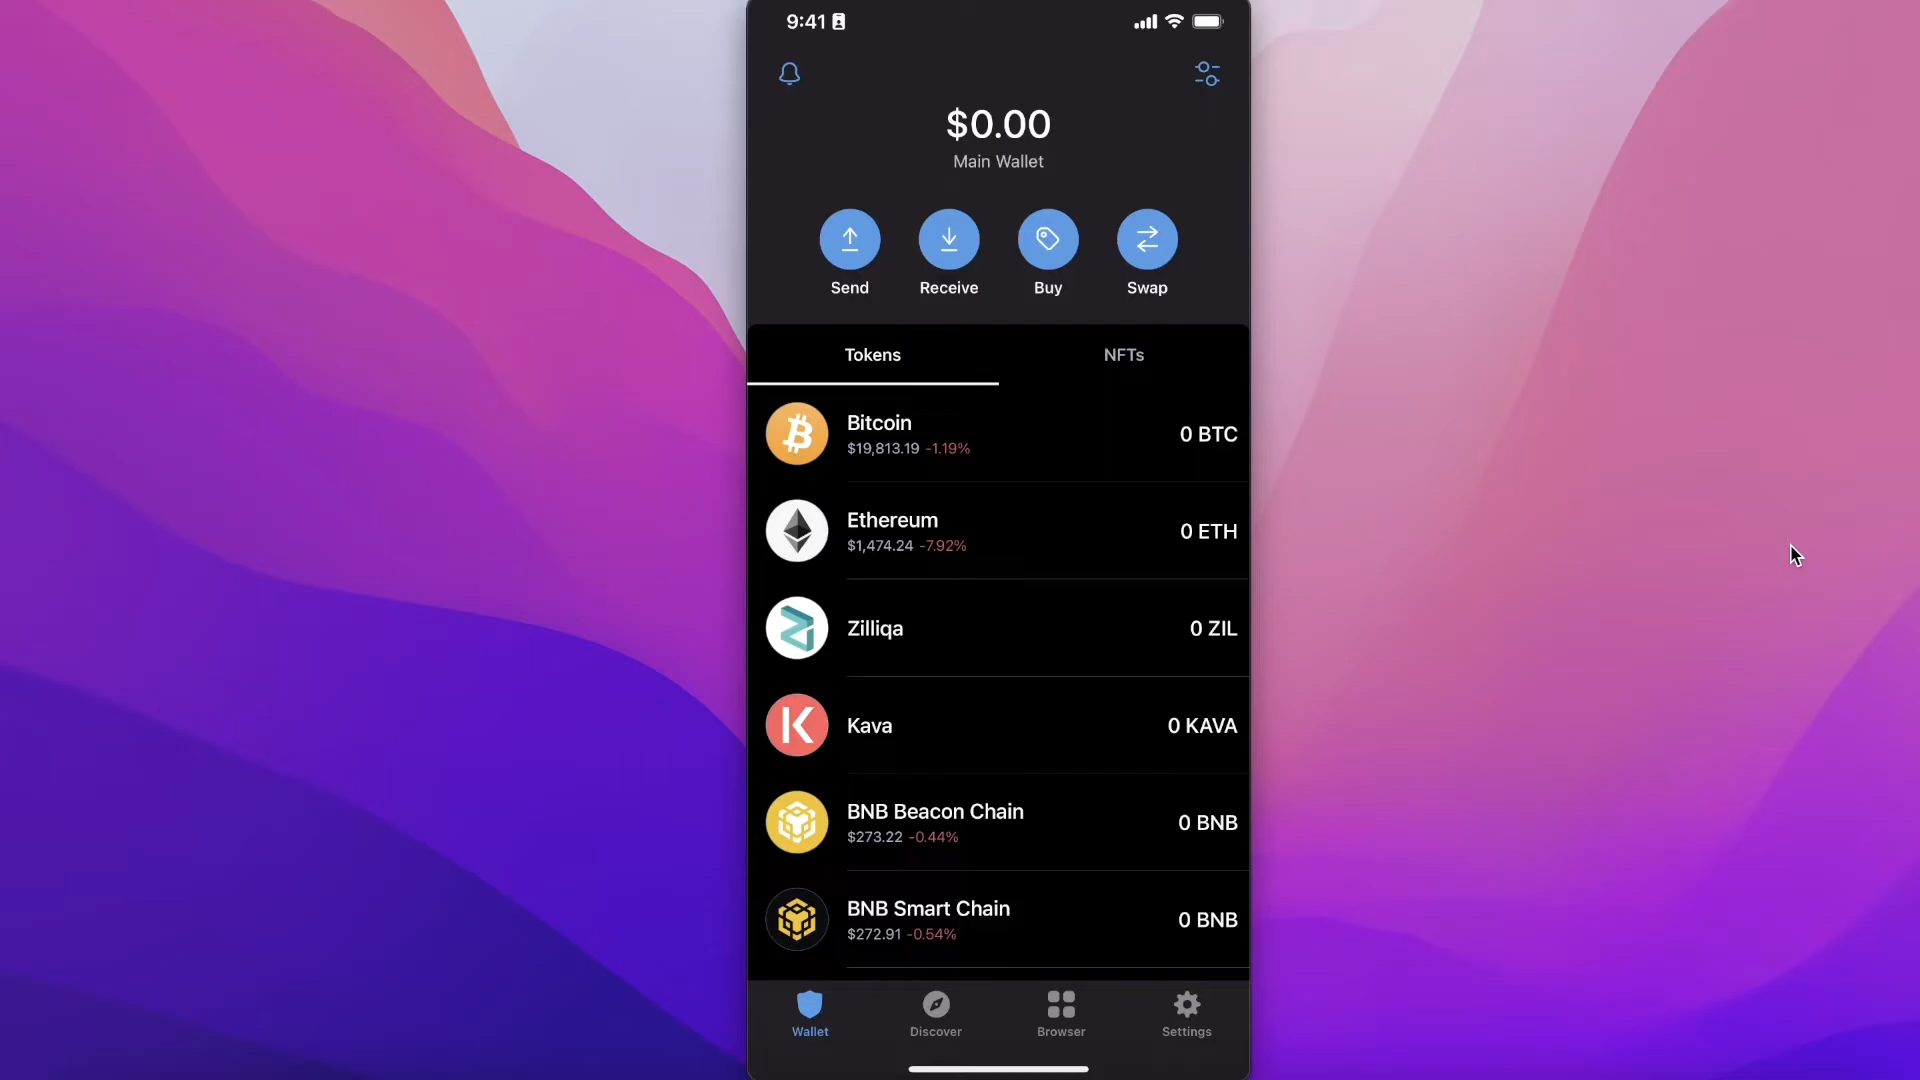 9:41
$0.00
Main Wallet
Send Receive Buy Swap
Tokens NFTs
Bitcoin
$19,813.19 -1.19%
0 BTC
Ethereum
$1,474.24 -7.92%
0 ETH
Zilliqa
0 ZIL
Kava
0 KAVA
BNB Beacon Chain
$273.22 -0.44%
0 BNB
BNB Smart Chain
$272.91 -0.54%
0 BNB
Wallet Discover Browser Settings